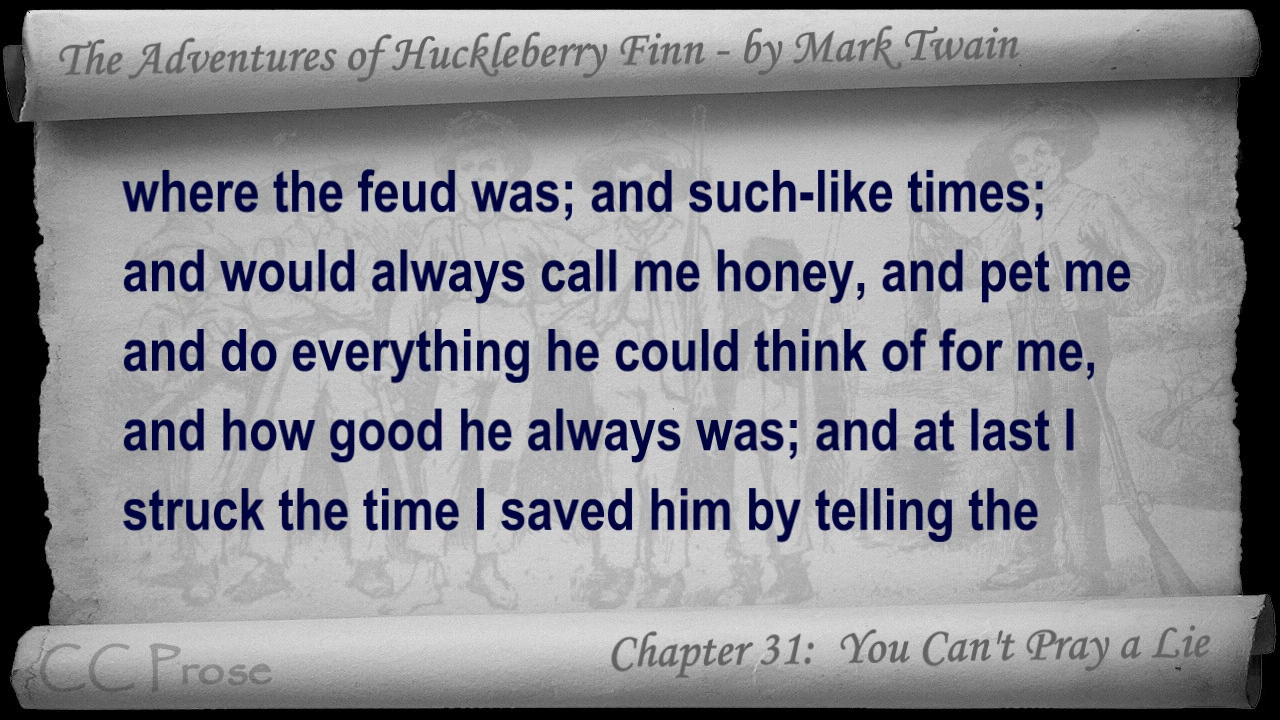 The Adventures of Huckleberry Finn - by Mark Twain
where the feud was; and such-like times;
and would always call me honey, and pet me
and do everything he could think of for me,
and how good he always was; and at last I
struck the time I saved him by telling the
CC Prose
Chapter 31: You Can't Pray a Lie